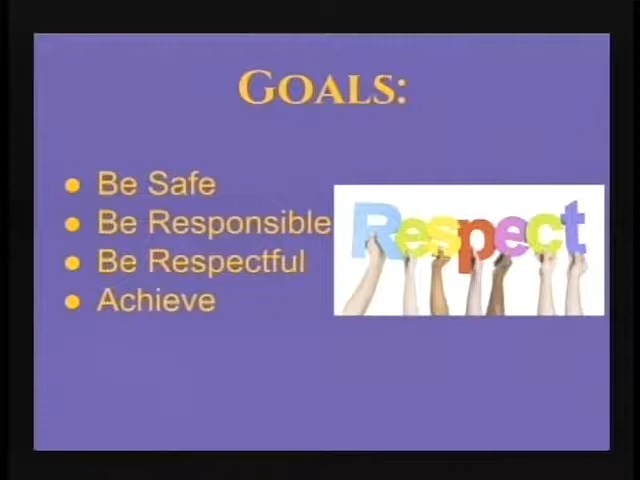 GOALS:
● Be Safe
● Be Responsible
● Be Respectful
● Achieve
Respect